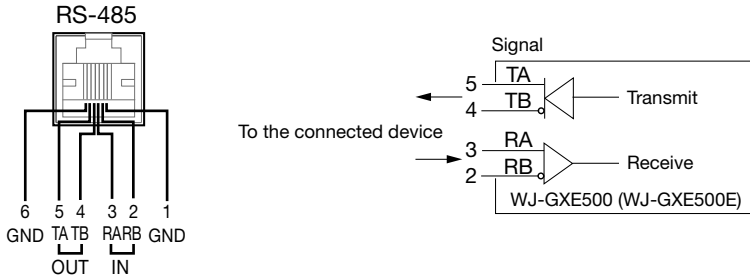 RS-485
6 5 4 3 2 1
GND TA TB RA RB GND
OUT IN
Signal
5 TA
4 TB
Transmit
To the connected device
3 RA
2 RB
Receive
WJ-GXE500 (WJ-GXE500E)